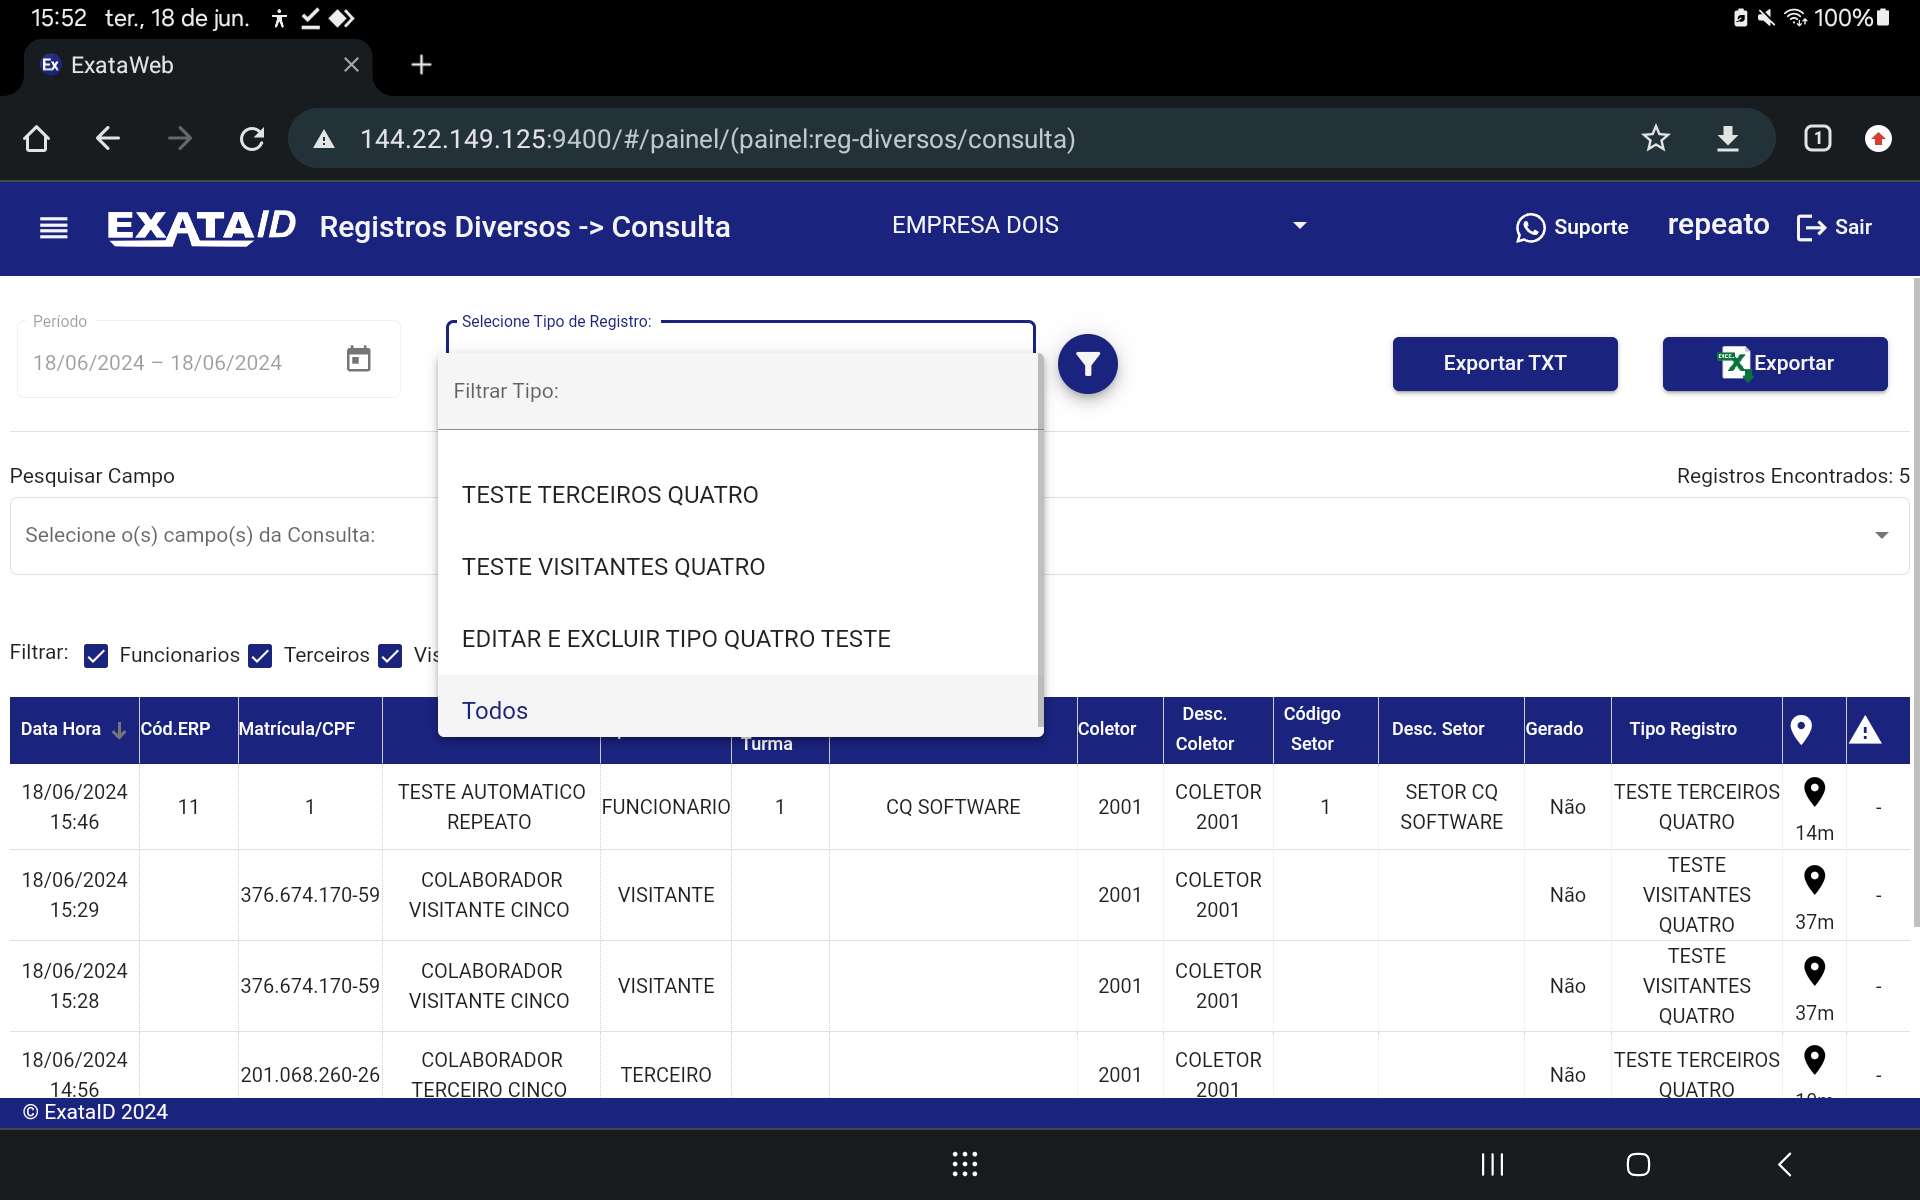 15:52 ter., 18 de jun.
100%
Ex ExataWeb
144.22.149.125:9400/#/painel/(painel:reg-diversos/consulta)
1
EXATAID Registros Diversos -> Consulta
EMPRESA DOIS
Suporte
repeato
Sair
Período
18/06/2024 – 18/06/2024
Selecione Tipo de Registro:
Filtrar Tipo:
TESTE TERCEIROS QUATRO
TESTE VISITANTES QUATRO
EDITAR E EXCLUIR TIPO QUATRO TESTE
Todos
Exportar TXT
Exportar
Pesquisar Campo
Registros Encontrados: 5
Selecione o(s) campo(s) da Consulta:
Filtrar: Funcionarios Terceiros Vis
Data Hora Cód.ERP Matrícula/CPF Turma Coletor Desc. Coletor Código Setor Desc. Setor Gerado Tipo Registro
18/06/2024 15:46 11 1 TESTE AUTOMATICO REPEATO FUNCIONARIO 1 CQ SOFTWARE 2001 COLETOR 2001 1 SETOR CQ SOFTWARE Não TESTE TERCEIROS QUATRO 14m -
18/06/2024 15:29 376.674.170-59 COLABORADOR VISITANTE CINCO VISITANTE 2001 COLETOR 2001 Não TESTE VISITANTES QUATRO 37m -
18/06/2024 15:28 376.674.170-59 COLABORADOR VISITANTE CINCO VISITANTE 2001 COLETOR 2001 Não TESTE VISITANTES QUATRO 37m -
18/06/2024 14:56 201.068.260-26 COLABORADOR TERCEIRO CINCO TERCEIRO 2001 COLETOR 2001 Não TESTE TERCEIROS QUATRO -
© ExataID 2024